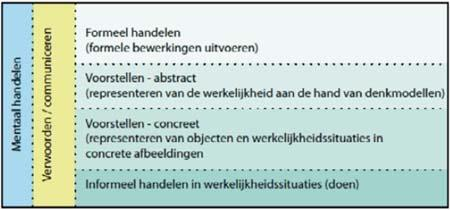 Mentaal handelen
Verwoorden / communiceren
Formeel handelen
(formele bewerkingen uitvoeren)
Voorstellen - abstract
(representeren van de werkelijkheid aan de hand van denkmodellen)
Voorstellen - concreet
(representeren van objecten en werkelijkheidssituaties in
concrete afbeeldingen
Informeel handelen in werkelijkheidssituaties (doen)